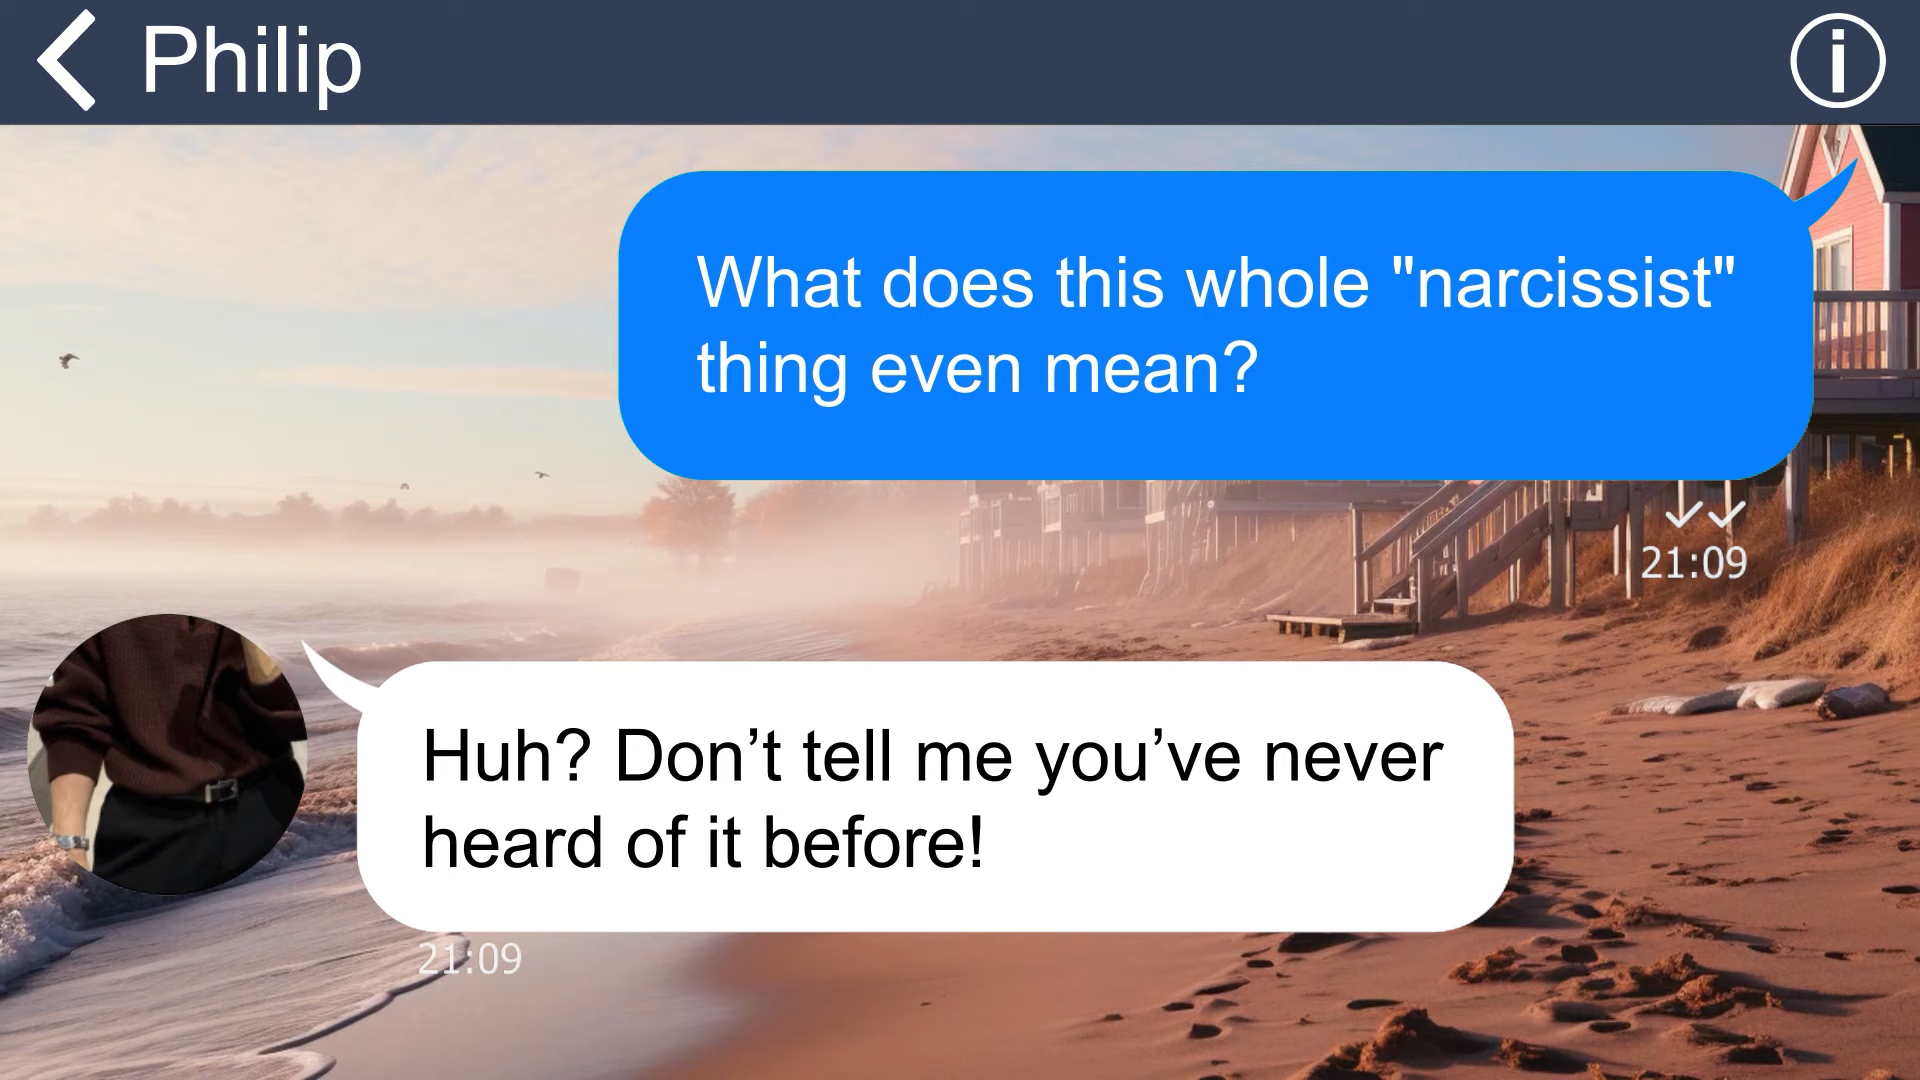 Philip
What does this whole "narcissist"
thing even mean?
21:09
Huh? Don’t tell me you’ve never
heard of it before!
21:09